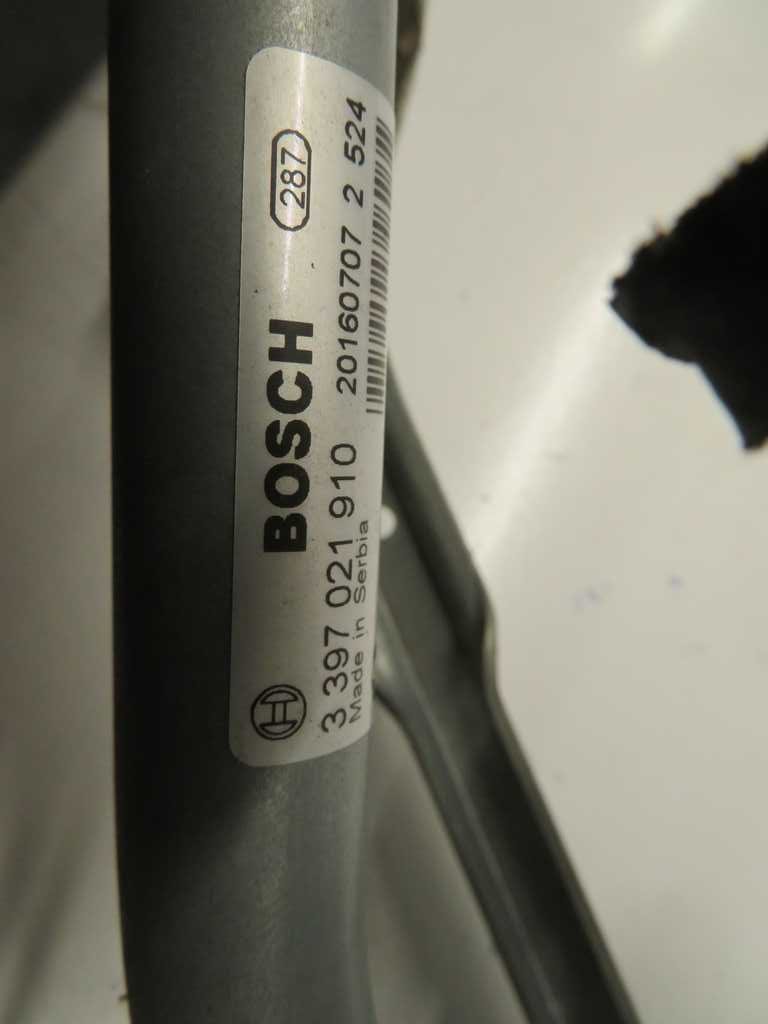 BOSCH
287
3 397 021 910
20160707 2 524
Made in Serbia